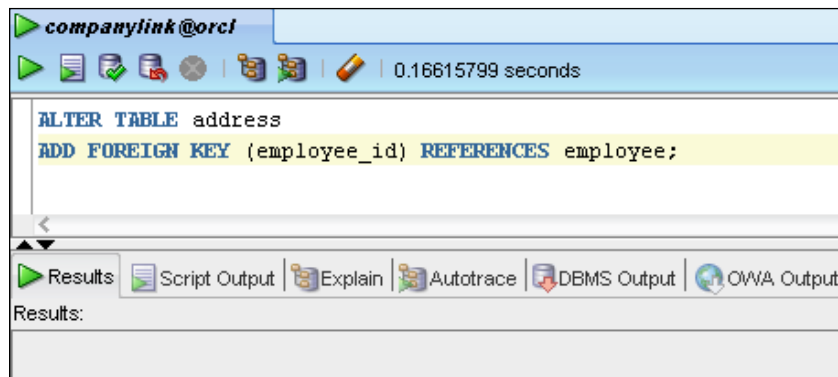 companylink@orcl
0.16615799 seconds
ALTER TABLE address
ADD FOREIGN KEY (employee_id) REFERENCES employee;
Results Script Output Explain Autotrace DBMS Output OWA Output
Results: